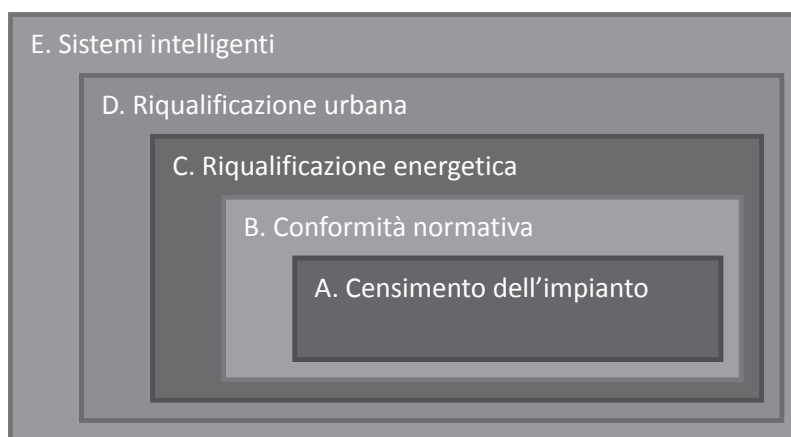 E. Sistemi intelligenti
D. Riqualificazione urbana
C. Riqualificazione energetica
B. Conformità normativa
A. Censimento dell’impianto